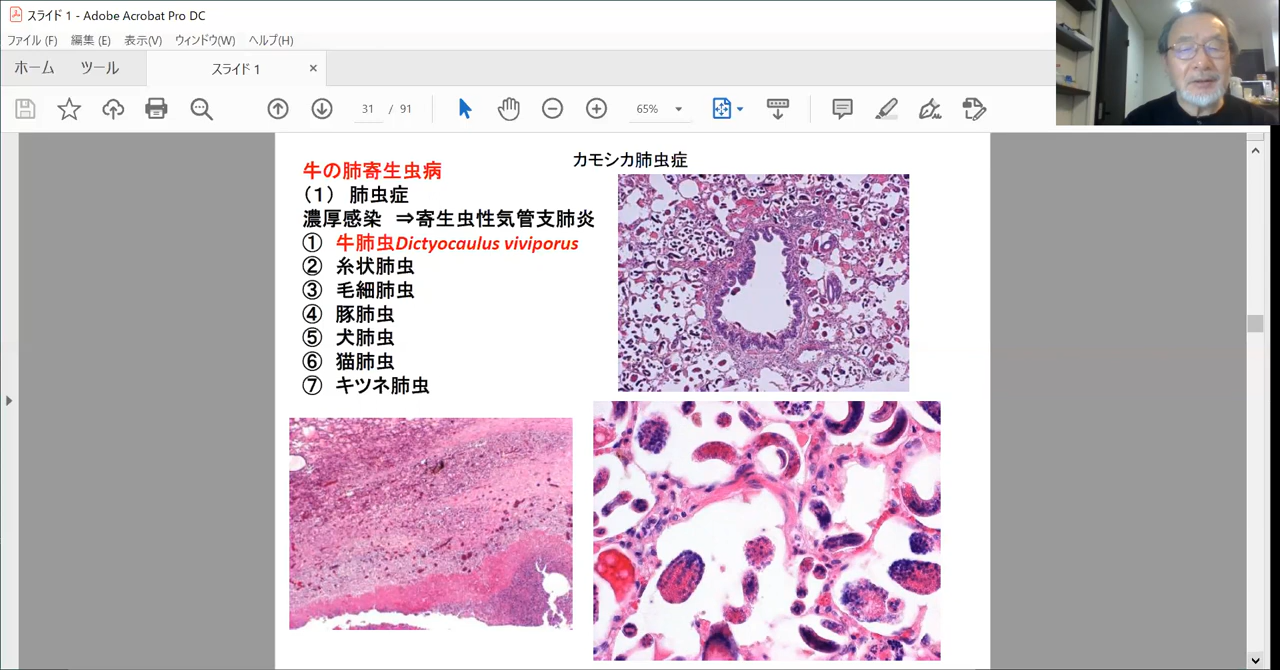 スライド 1 - Adobe Acrobat Pro DC
ファイル (F) 編集 (E) 表示(V) ウィンドウ(W) ヘルプ(H)
ホーム ツール スライド 1 ×
31 / 91 65%
牛の肺寄生虫病
(1) 肺虫症
濃厚感染 ⇒寄生虫性気管支肺炎
① 牛肺虫Dictyocaulus viviporus
② 糸状肺虫
③ 毛細肺虫
④ 豚肺虫
⑤ 犬肺虫
⑥ 猫肺虫
⑦ キツネ肺虫
カモシカ肺虫症